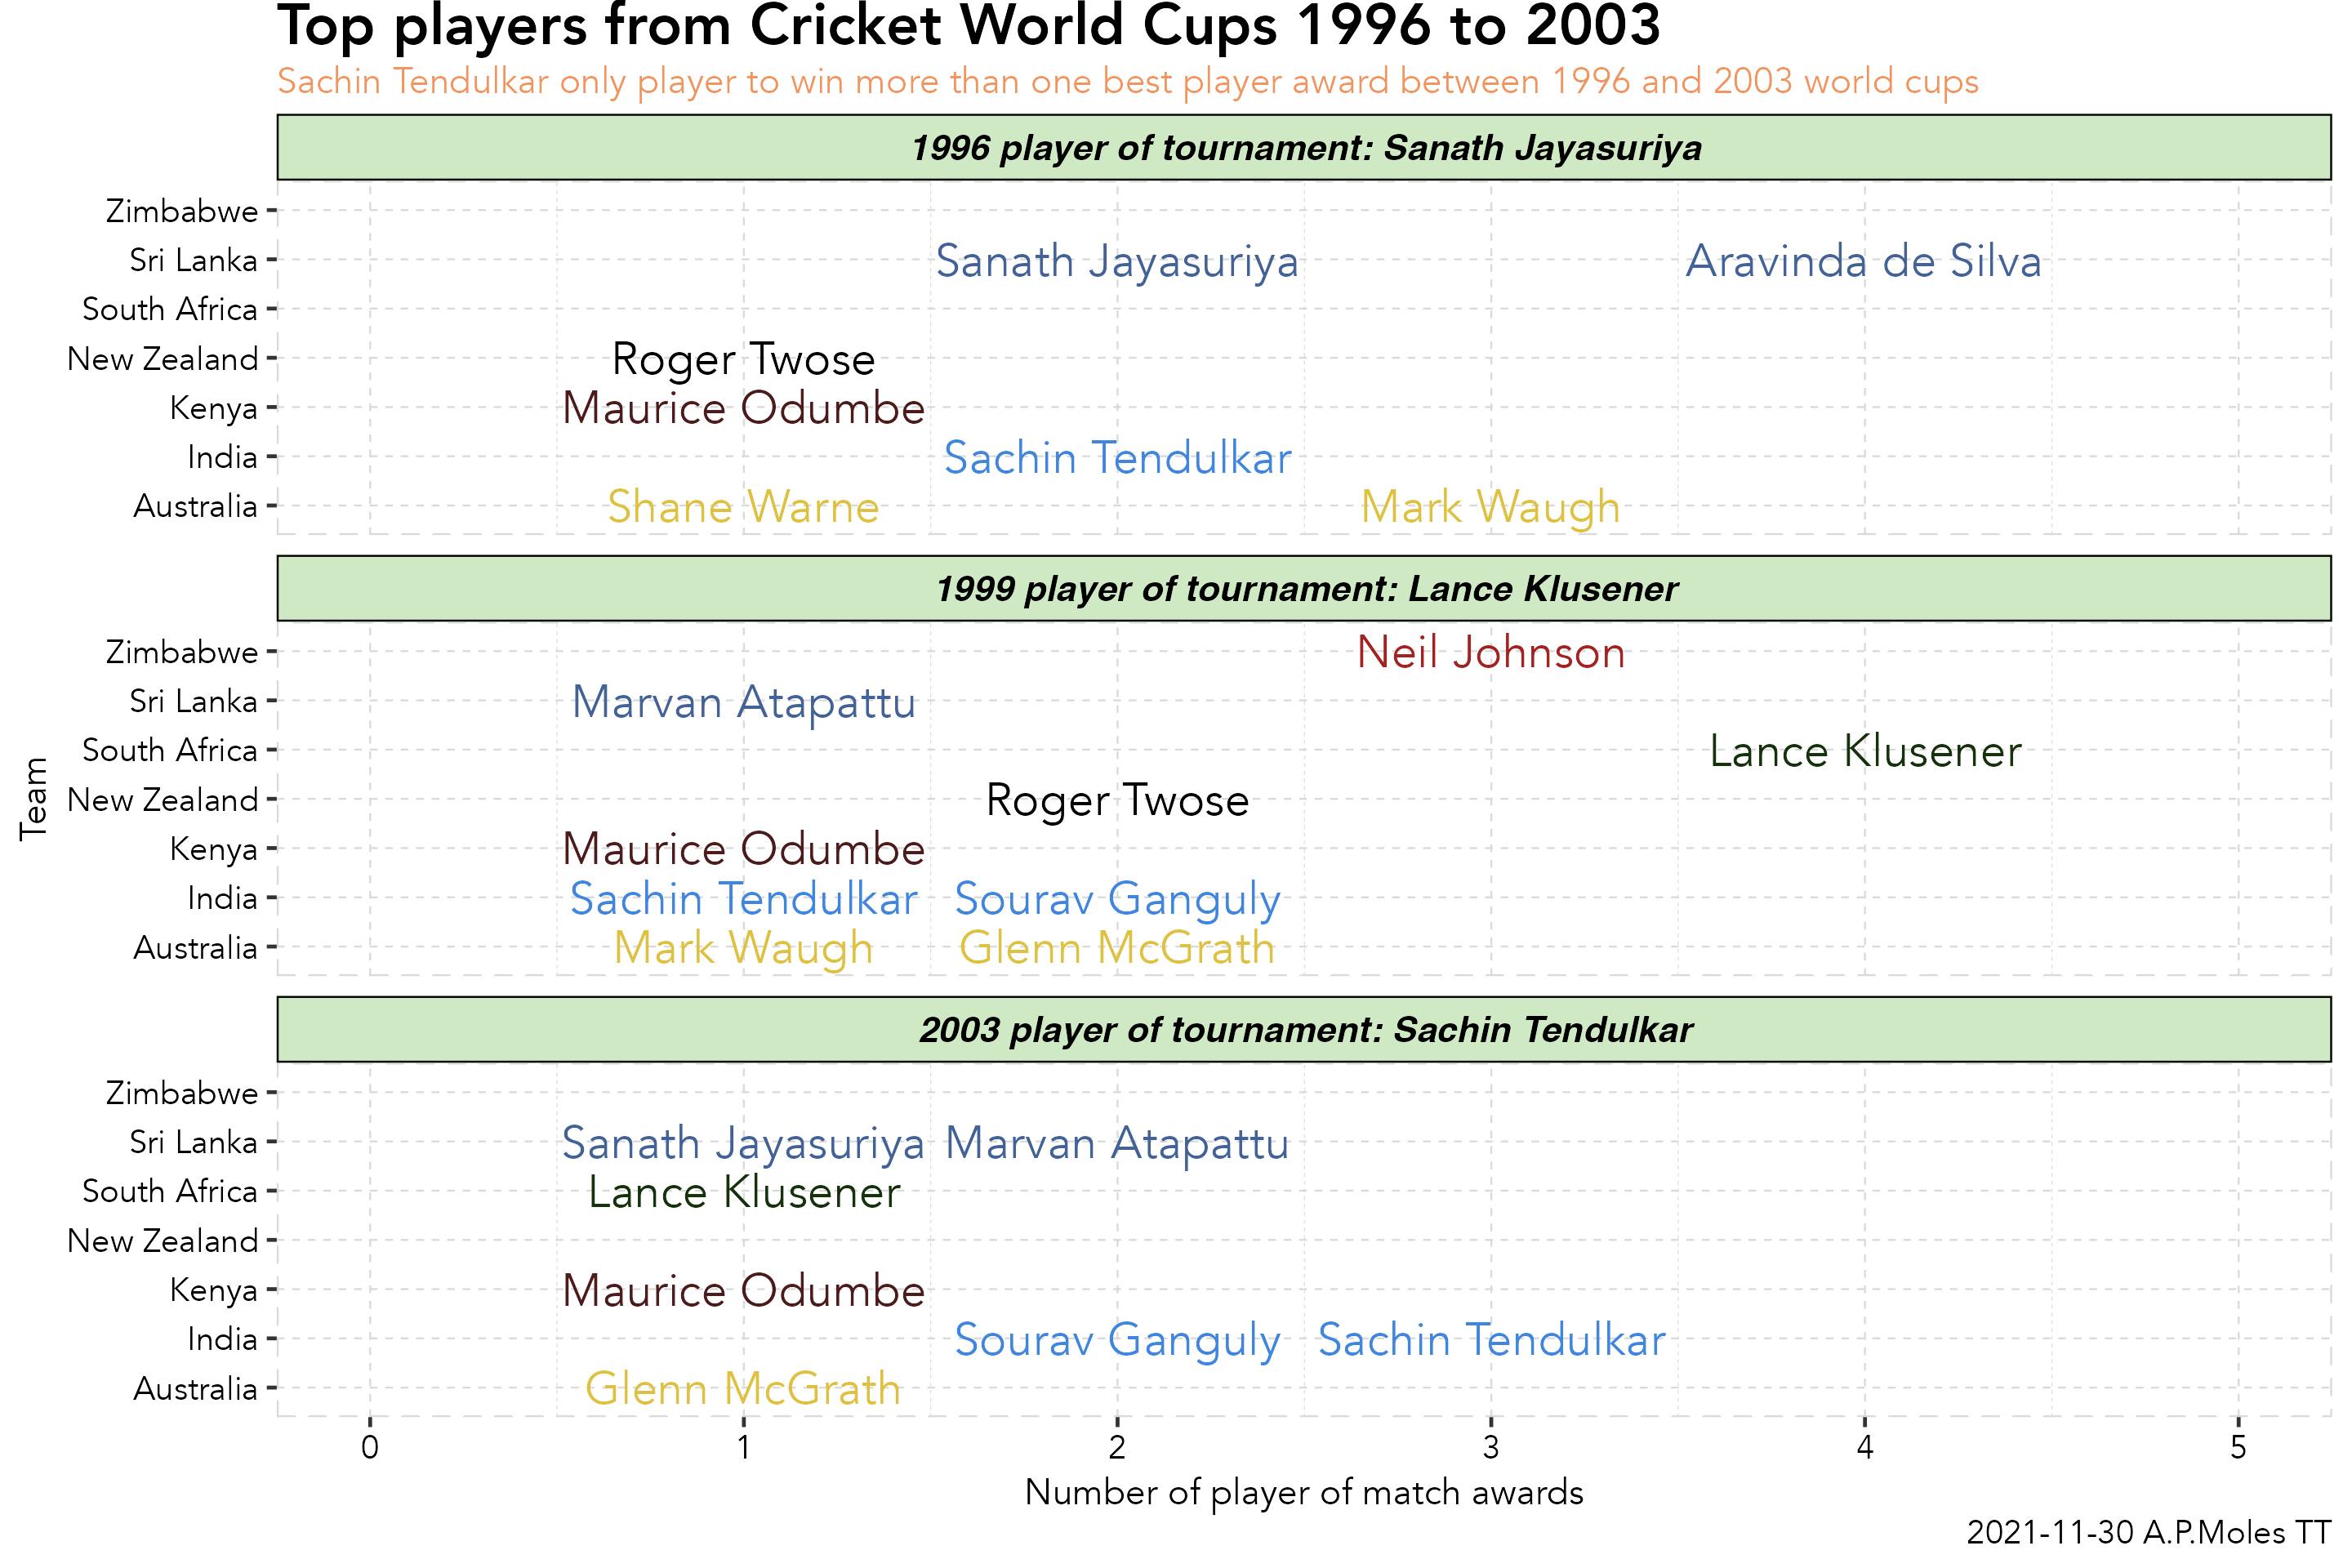 Top players from Cricket World Cups 1996 to 2003
Sachin Tendulkar only player to win more than one best player award between 1996 and 2003 world cups
1996 player of tournament: Sanath Jayasuriya
Zimbabwe
Sri Lanka Sanath Jayasuriya Aravinda de Silva
South Africa
New Zealand Roger Twose
Kenya Maurice Odumbe
India Sachin Tendulkar
Australia Shane Warne Mark Waugh
1999 player of tournament: Lance Klusener
Zimbabwe Neil Johnson
Sri Lanka Marvan Atapattu
South Africa Lance Klusener
New Zealand Roger Twose
Kenya Maurice Odumbe
India Sachin Tendulkar Sourav Ganguly
Australia Mark Waugh Glenn McGrath
Team
2003 player of tournament: Sachin Tendulkar
Zimbabwe
Sri Lanka Sanath Jayasuriya Marvan Atapattu
South Africa Lance Klusener
New Zealand
Kenya Maurice Odumbe
India Sourav Ganguly Sachin Tendulkar
Australia Glenn McGrath
0 1 2 3 4 5
Number of player of match awards
2021-11-30 A.P.Moles TT